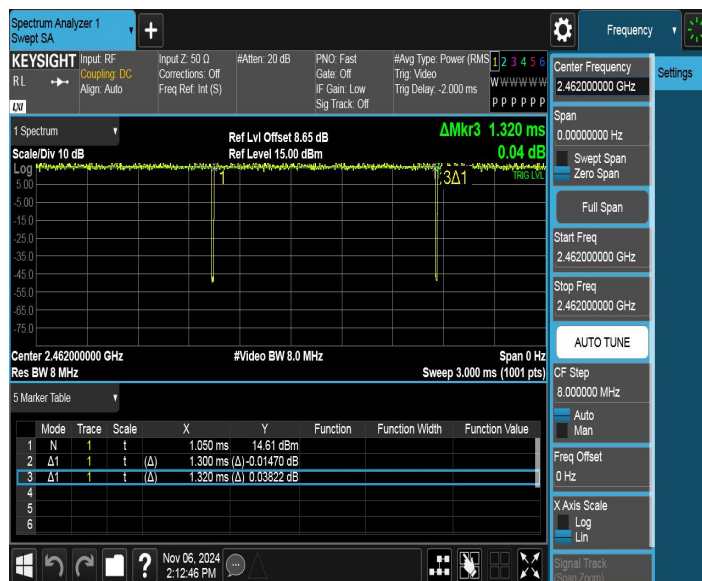 Spectrum Analyzer 1
Swept SA
Frequency
KEYSIGHT
RL
LXI
Input: RF
Coupling: DC
Align: Auto
Input Z: 50 Ω
Corrections: Off
Freq Ref: Int (S)
#Atten: 20 dB
PNO: Fast
Gate: Off
IF Gain: Low
Sig Track: Off
#Avg Type: Power (RMS
Trig: Video
Trig Delay: -2.000 ms
1 2 3 4 5 6
W W W W W W
P P P P P P
1 Spectrum
Scale/Div 10 dB
Ref Lvl Offset 8.65 dB
Ref Level 15.00 dBm
ΔMkr3 1.320 ms
0.04 dB
Log
1
3Δ1
TRIG LVL
5.00
-5.00
-15.0
-25.0
-35.0
-45.0
-55.0
-65.0
-75.0
Center 2.462000000 GHz
#Video BW 8.0 MHz
Span 0 Hz
Res BW 8 MHz
Sweep 3.000 ms (1001 pts)
5 Marker Table
Mode Trace Scale X Y Function Function Width Function Value
1 N 1 t 1.050 ms 14.61 dBm
2 Δ1 1 t (Δ) 1.300 ms (Δ) -0.01470 dB
3 Δ1 1 t (Δ) 1.320 ms (Δ) 0.03822 dB
4
5
6
Nov 06, 2024
2:12:46 PM
Center Frequency
2.462000000 GHz
Span
0.00000000 Hz
Swept Span
Zero Span
Full Span
Start Freq
2.462000000 GHz
Stop Freq
2.462000000 GHz
AUTO TUNE
CF Step
8.000000 MHz
Auto
Man
Freq Offset
0 Hz
X Axis Scale
Log
Lin
Signal Track
(Span Zoom)
Settings